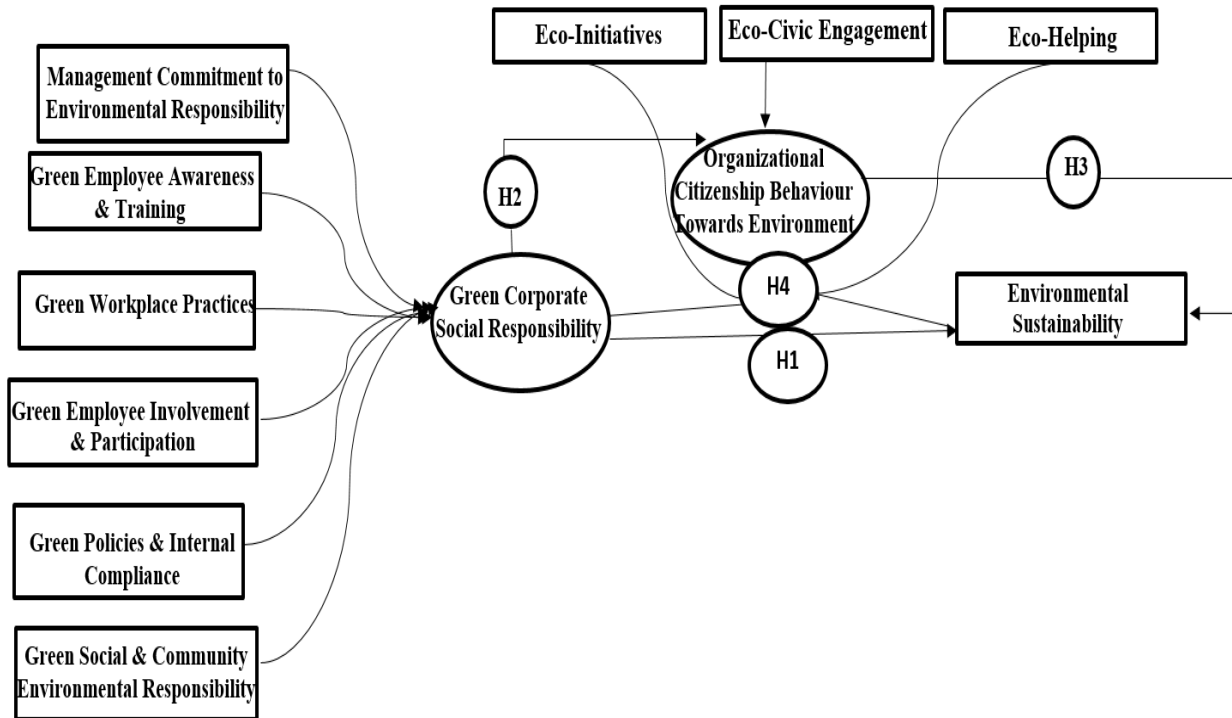 Eco-Initiatives
Eco-Civic Engagement
Eco-Helping
Management Commitment to
Environmental Responsibility
Green Employee Awareness
& Training
Green Workplace Practices
Green Employee Involvement
& Participation
Green Policies & Internal
Compliance
Green Social & Community
Environmental Responsibility
H2
Green Corporate
Social Responsibility
Organizational
Citizenship Behaviour
Towards Environment
H4
H1
H3
Environmental
Sustainability